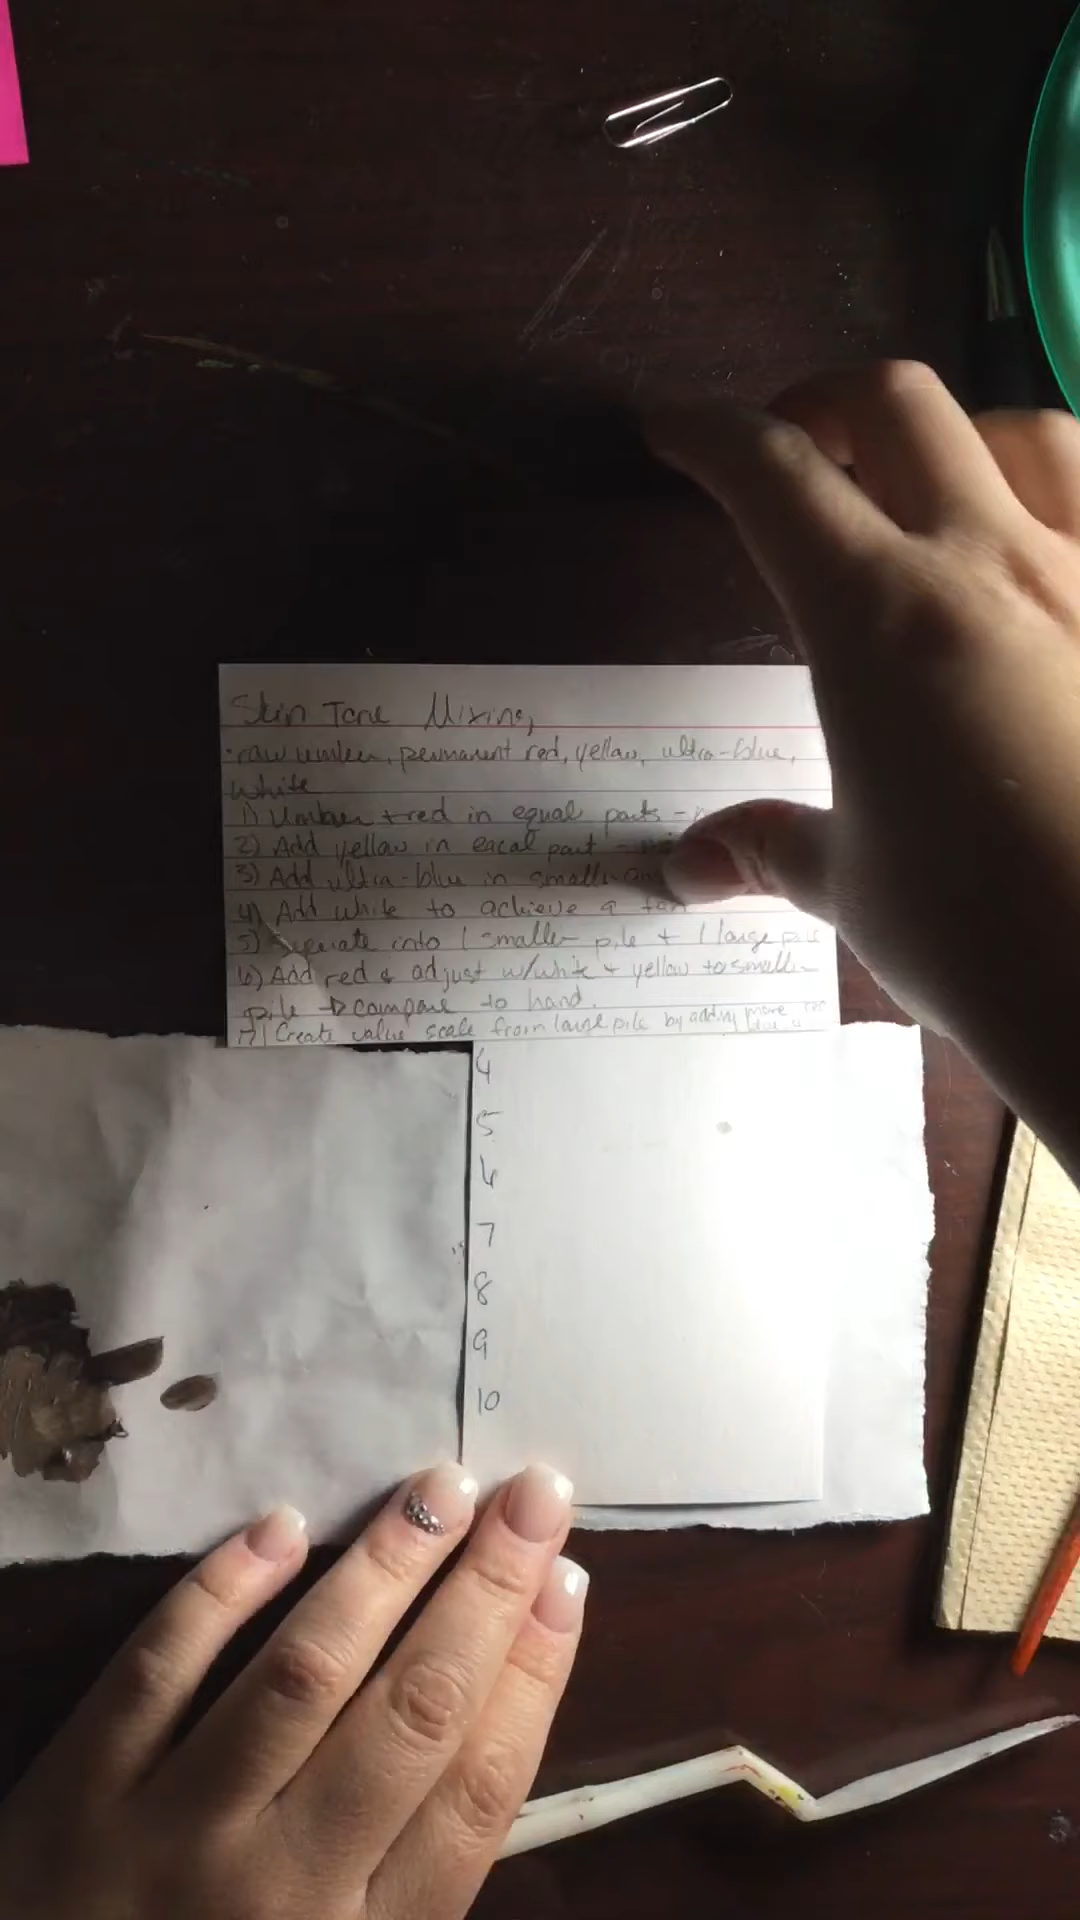 Skin Tone Mixing
·raw umber, permanent red, yellow, ultra-blue,
white
1) Umber + red in equal parts -
2) Add yellow in eacal part -
3) Add ultra-blue in smaller
4) Add white to achieve a tan
5) Seperate into 1 smaller pile + 1 large pile
6) Add red & adjust w/white + yellow to smaller
pile → compare to hand.
7) Create value scale from large pile by adding more
4
5
6
7
8
9
10